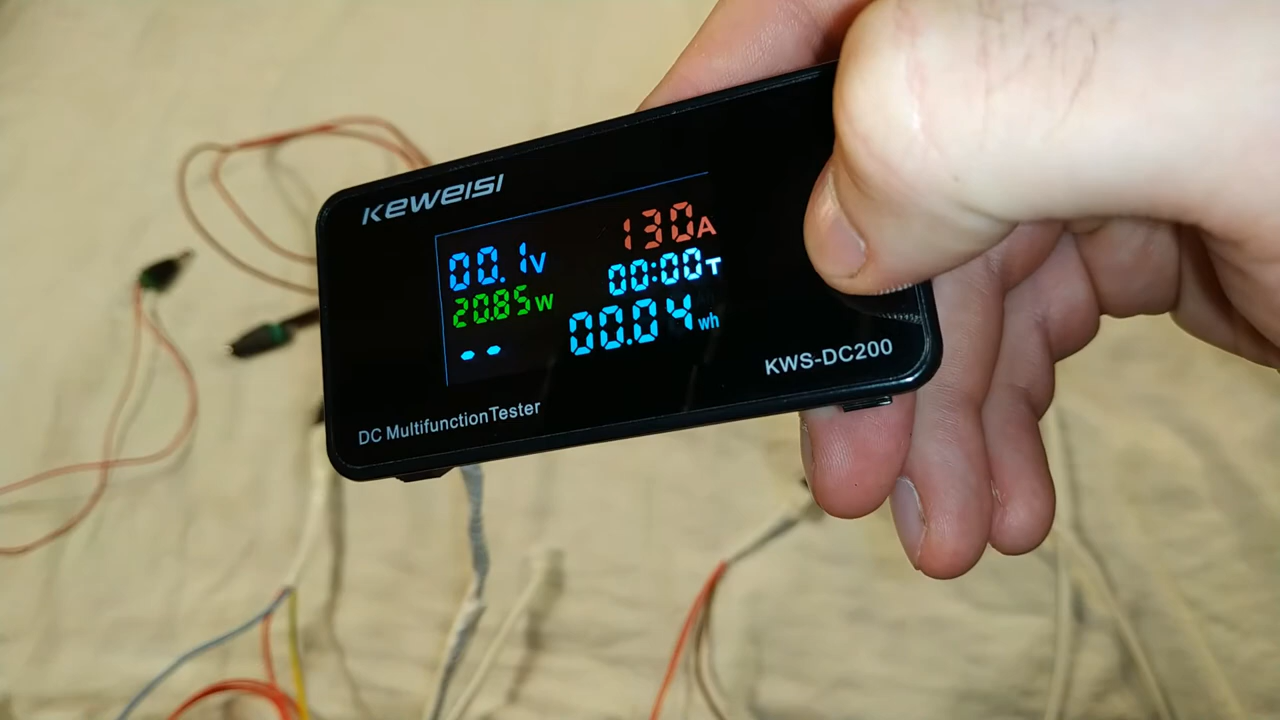 KEWEISI
00.1V
130A
20.85W
00:00T
--
00.04wh
KWS-DC200
DC MultifunctionTester